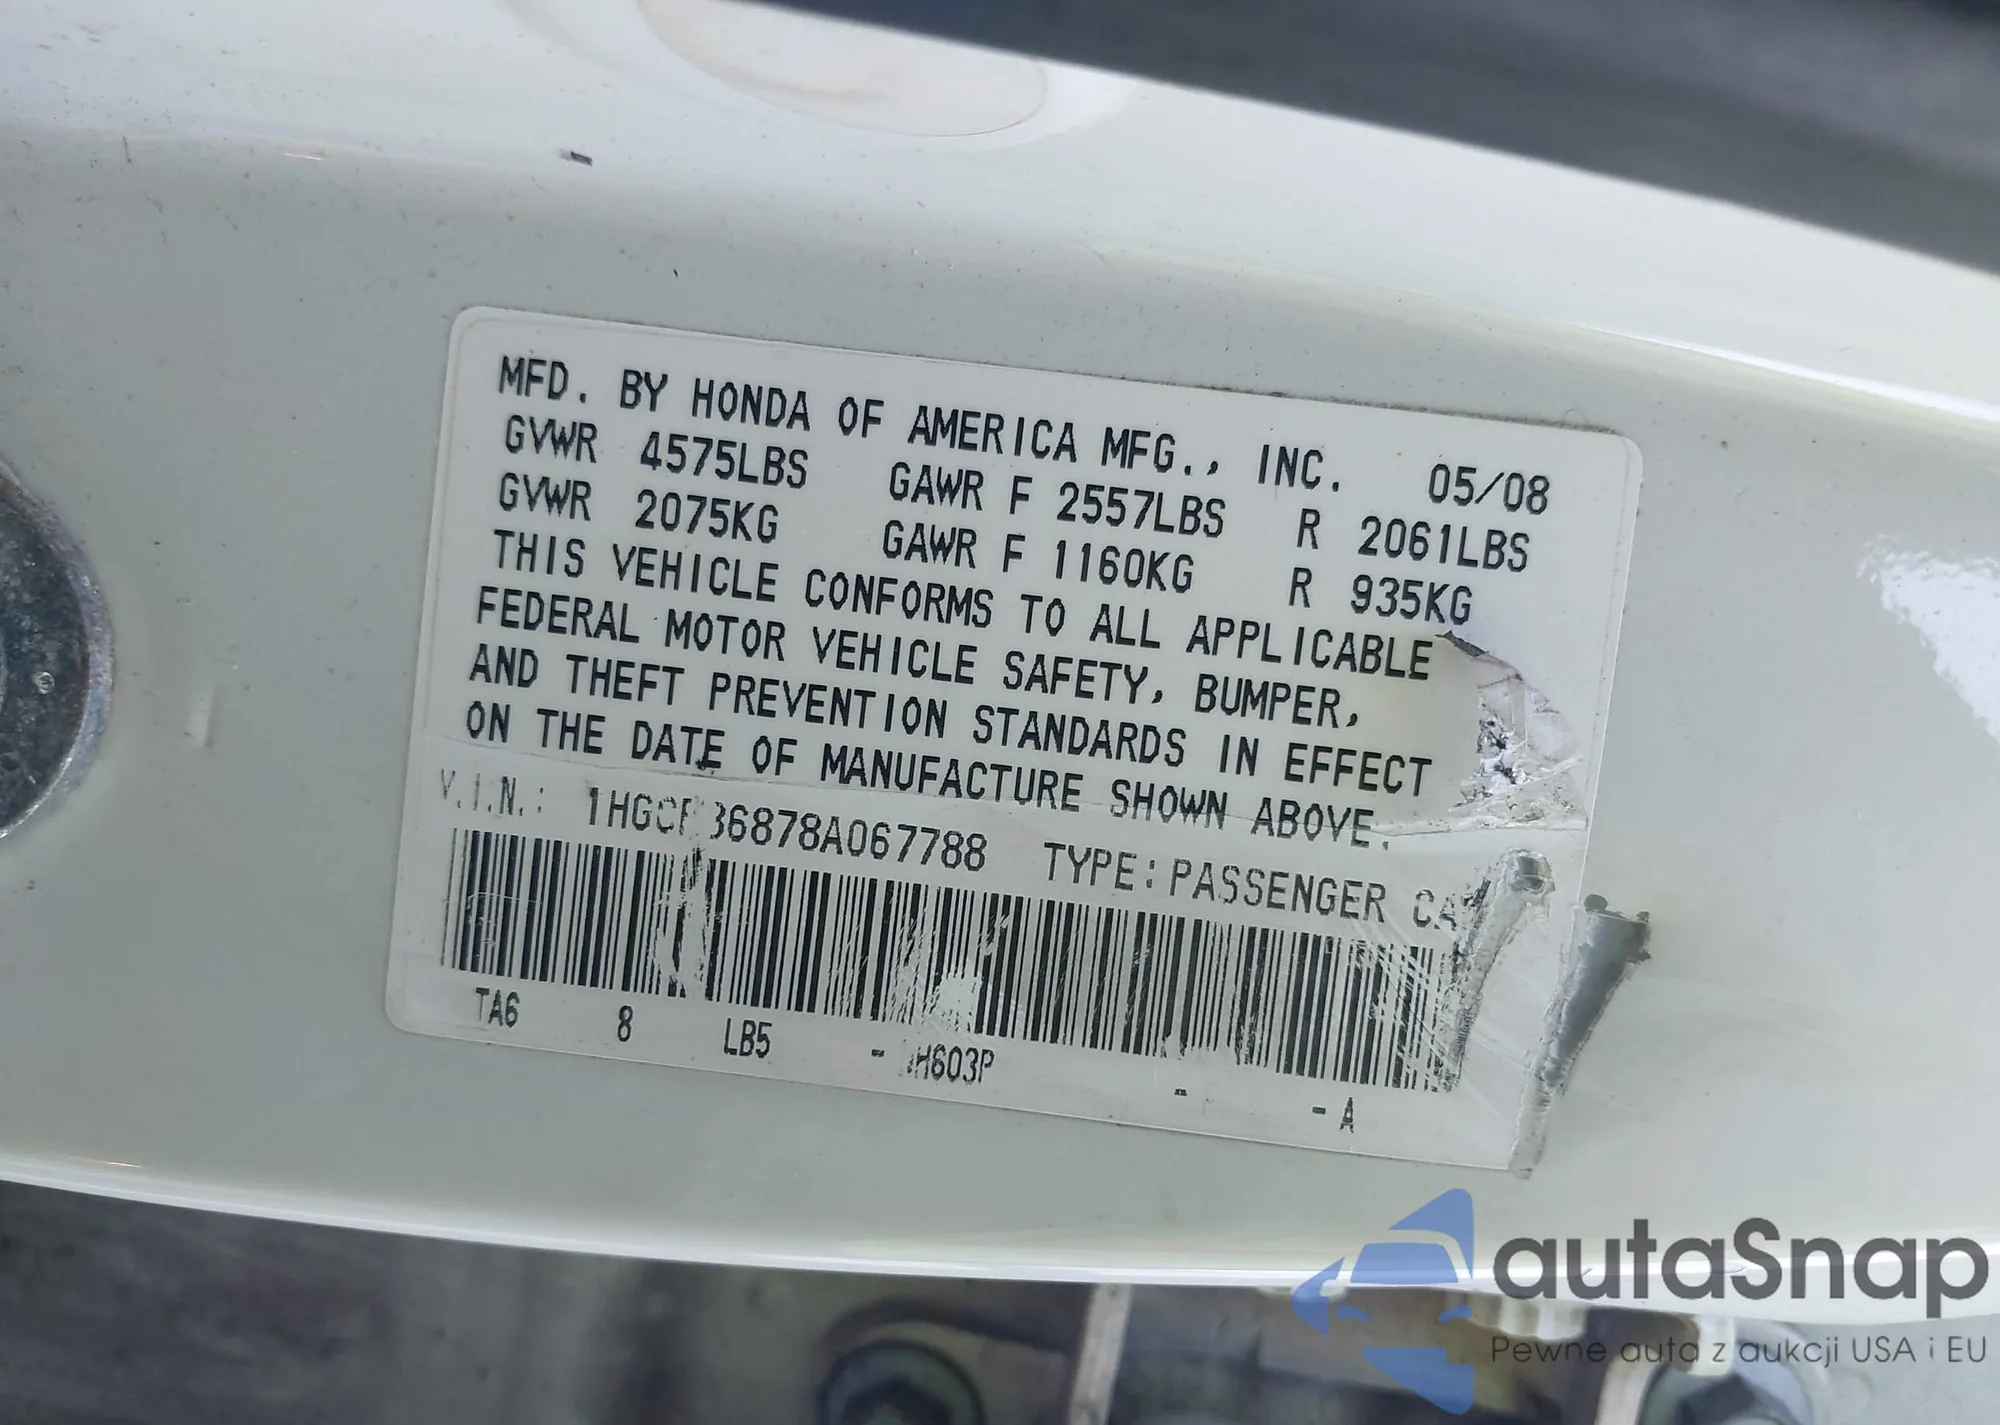 MFD. BY HONDA OF AMERICA MFG., INC. 05/08
GVWR 4575LBS GAWR F 2557LBS R 2061LBS
GVWR 2075KG GAWR F 1160KG R 935KG
THIS VEHICLE CONFORMS TO ALL APPLICABLE
FEDERAL MOTOR VEHICLE SAFETY, BUMPER,
AND THEFT PREVENTION STANDARDS IN EFFECT
ON THE DATE OF MANUFACTURE SHOWN ABOVE.
V.I.N.: TYPE: PASSENGER
TA6 8 LB5 - - - A
autaSnap
Pewne auta z aukcji USA i EU